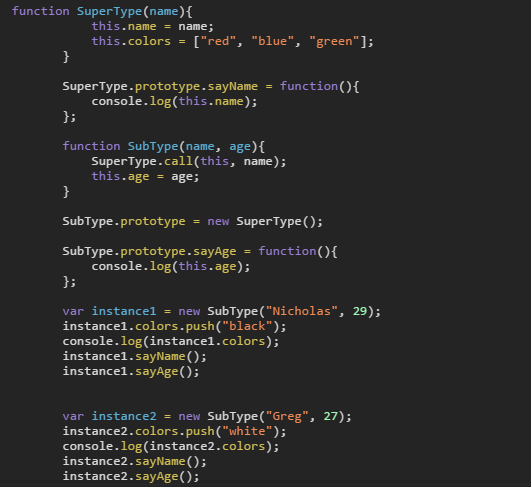 function SuperType(name){
this.name = name;
this.colors = ["red", "blue", "green"];
}
SuperType.prototype.sayName = function(){
console.log(this.name);
};
function SubType(name, age){
SuperType.call(this, name);
this.age = age;
}
SubType.prototype = new SuperType();
SubType.prototype.sayAge = function(){
console.log(this.age);
};
var instance1 = new SubType("Nicholas", 29);
instance1.colors.push("black");
console.log(instance1.colors);
instance1.sayName();
instance1.sayAge();
var instance2 = new SubType("Greg", 27);
instance2.colors.push("white");
console.log(instance2.colors);
instance2.sayName();
instance2.sayAge();